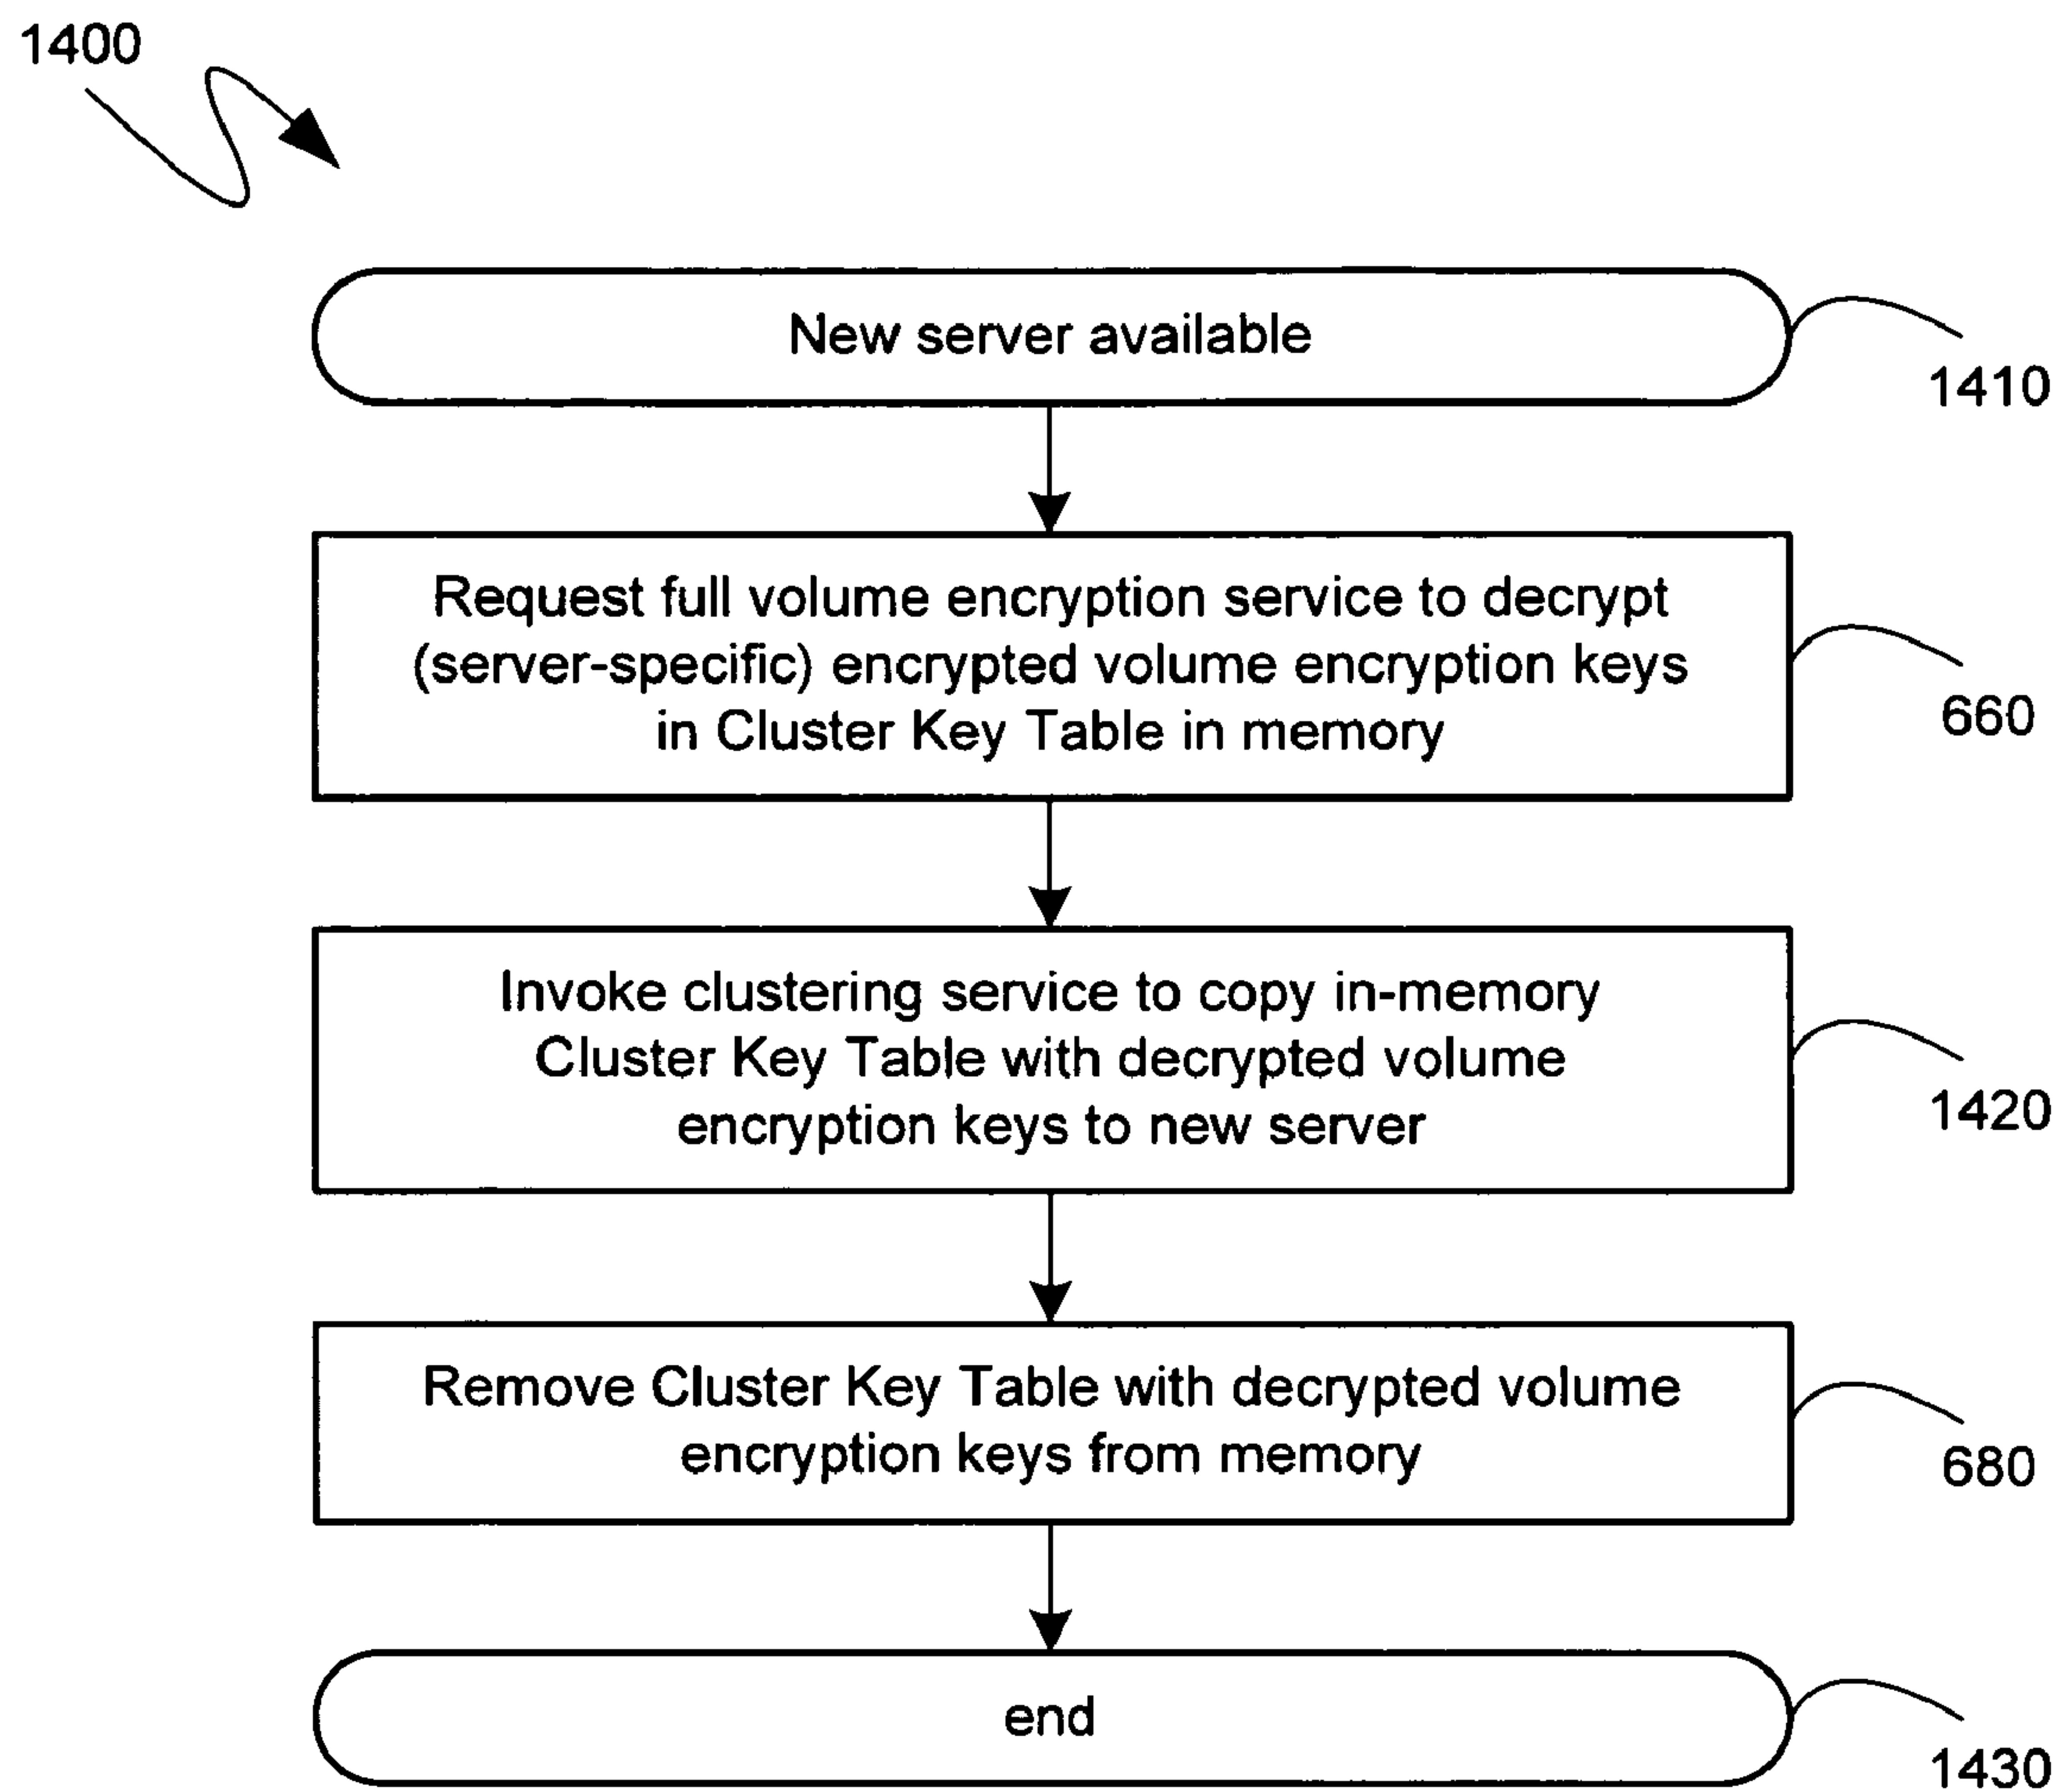 1400
New server available
1410
Request full volume encryption service to decrypt
(server-specific) encrypted volume encryption keys
in Cluster Key Table in memory
660
Invoke clustering service to copy in-memory
Cluster Key Table with decrypted volume
encryption keys to new server
1420
Remove Cluster Key Table with decrypted volume
encryption keys from memory
680
end
1430